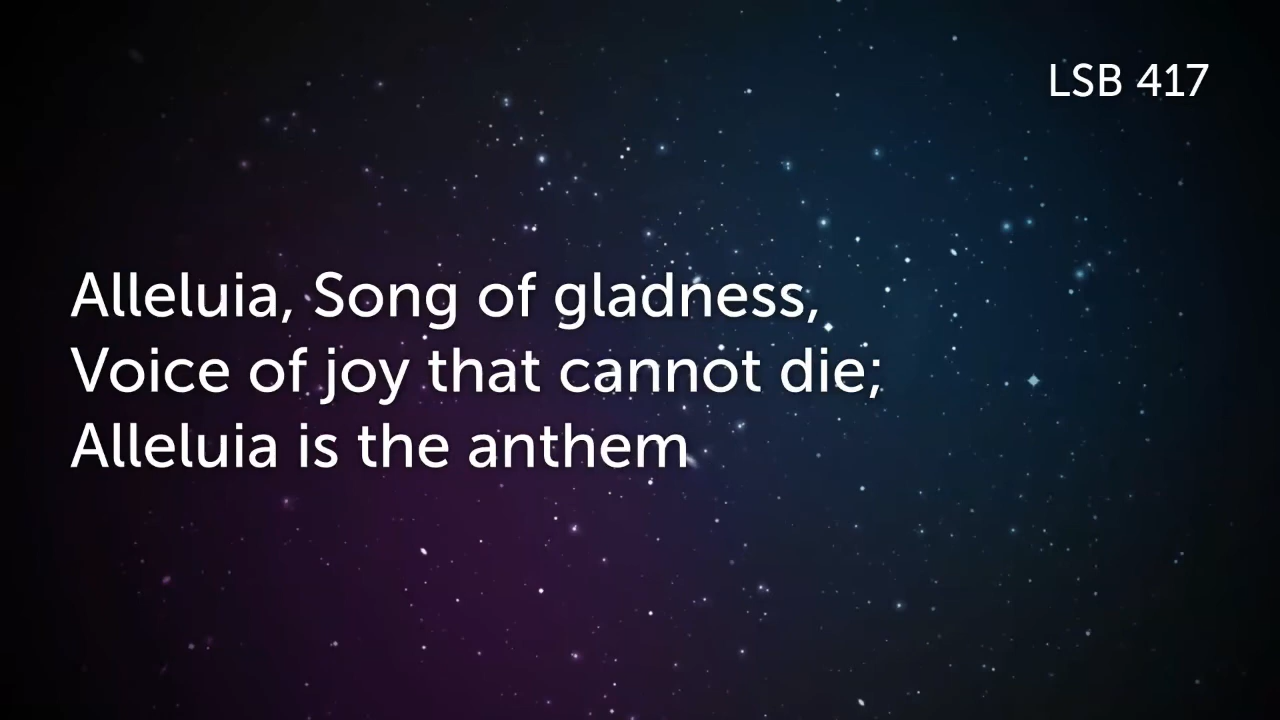 LSB 417
Alleluia, Song of gladness,
Voice of joy that cannot die;
Alleluia is the anthem